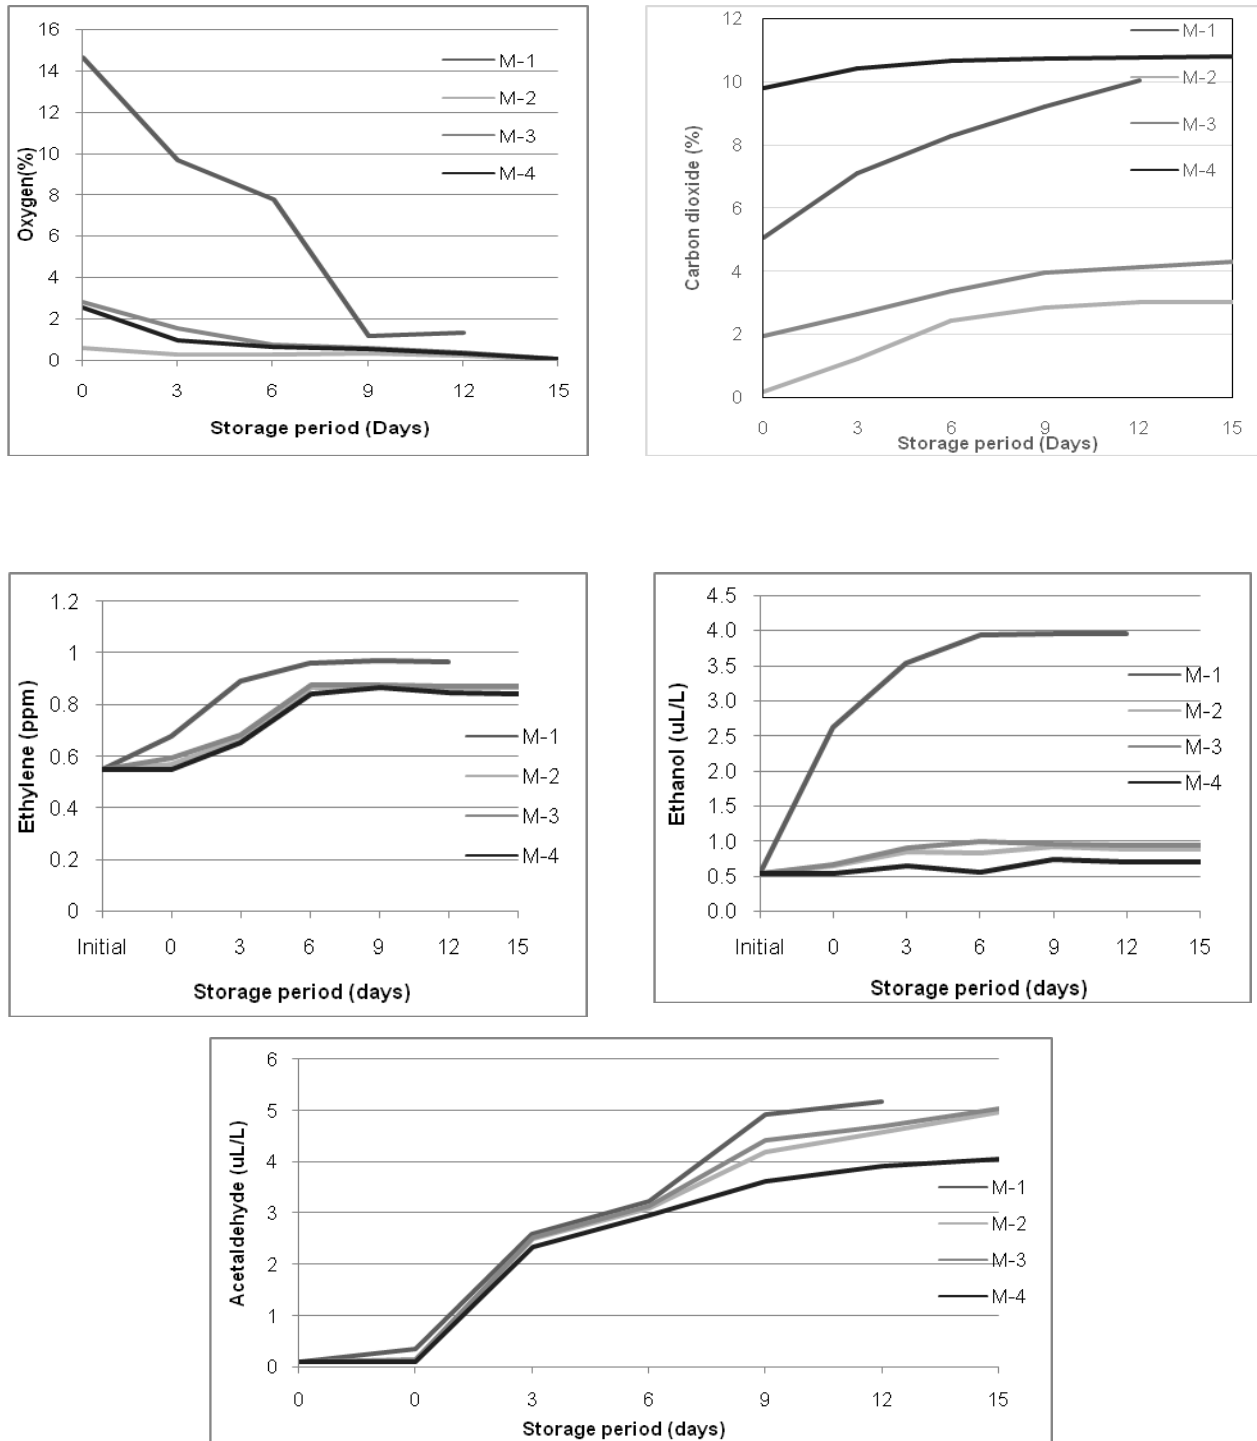 16
14
12
10
8
6
4
2
0
Oxygen(%)
M-1
M-2
M-3
M-4
0 3 6 9 12 15
Storage period (Days)
12
10
8
6
4
2
0
Carbon dioxide (%)
M-1
M-2
M-3
M-4
0 3 6 9 12 15
Storage period (Days)
1.2
1
0.8
0.6
0.4
0.2
0
Ethylene (ppm)
M-1
M-2
M-3
M-4
Initial 0 3 6 9 12 15
Storage period (days)
4.5
4.0
3.5
3.0
2.5
2.0
1.5
1.0
0.5
0.0
Ethanol (uL/L)
M-1
M-2
M-3
M-4
Initial 0 3 6 9 12 15
Storage period (days)
6
5
4
3
2
1
0
Acetaldehyde (uL/L)
M-1
M-2
M-3
M-4
0 0 3 6 9 12 15
Storage period (days)